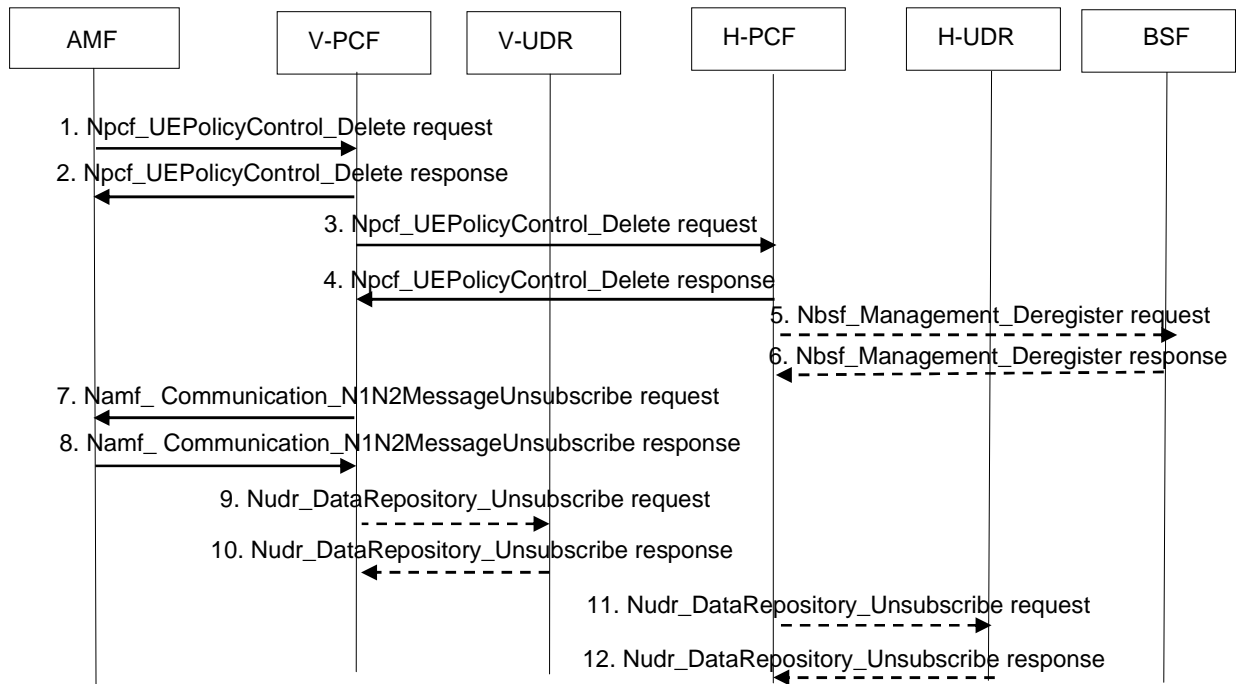 AMF
V-PCF
V-UDR
H-PCF
H-UDR
BSF
1. Npcf_UEPolicyControl_Delete request
2. Npcf_UEPolicyControl_Delete response
3. Npcf_UEPolicyControl_Delete request
4. Npcf_UEPolicyControl_Delete response
5. Nbsf_Management_Deregister request
6. Nbsf_Management_Deregister response
7. Namf_ Communication_N1N2MessageUnsubscribe request
8. Namf_ Communication_N1N2MessageUnsubscribe response
9. Nudr_DataRepository_Unsubscribe request
10. Nudr_DataRepository_Unsubscribe response
11. Nudr_DataRepository_Unsubscribe request
12. Nudr_DataRepository_Unsubscribe response